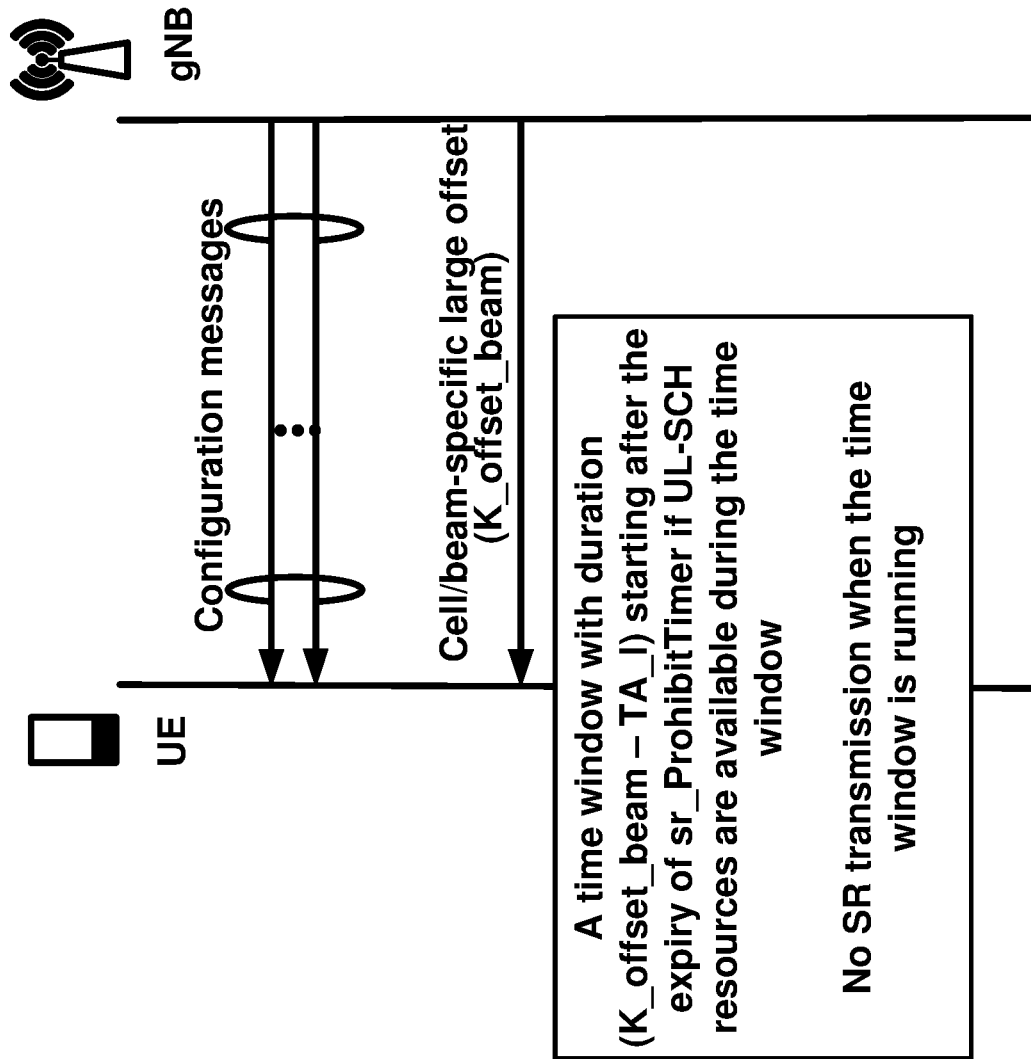 UE
gNB
Configuration messages
Cell/beam-specific large offset
(K_offset_beam)
A time window with duration
(K_offset_beam – TA_I) starting after the
expiry of sr_ProhibitTimer if UL-SCH
resources are available during the time
window
No SR transmission when the time
window is running